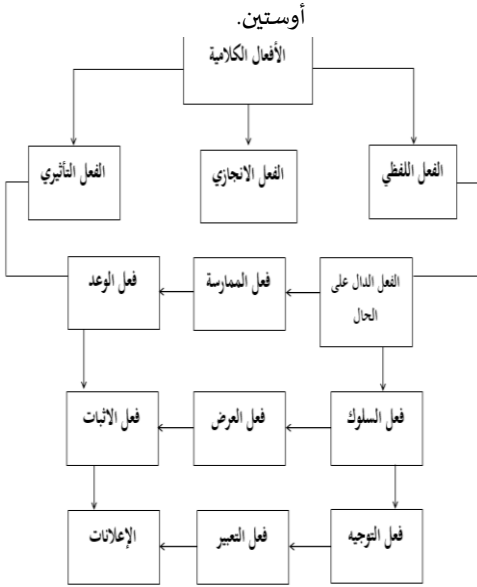 أوستين.
الأفعال الكلامية
الفعل اللفظي
الفعل الانجازي
الفعل التأثيري
الفعل الدال على
الحال
فعل الممارسة
فعل الوعد
فعل السلوك
فعل العرض
فعل الاثبات
فعل التوجيه
فعل التعبير
الإعلانات